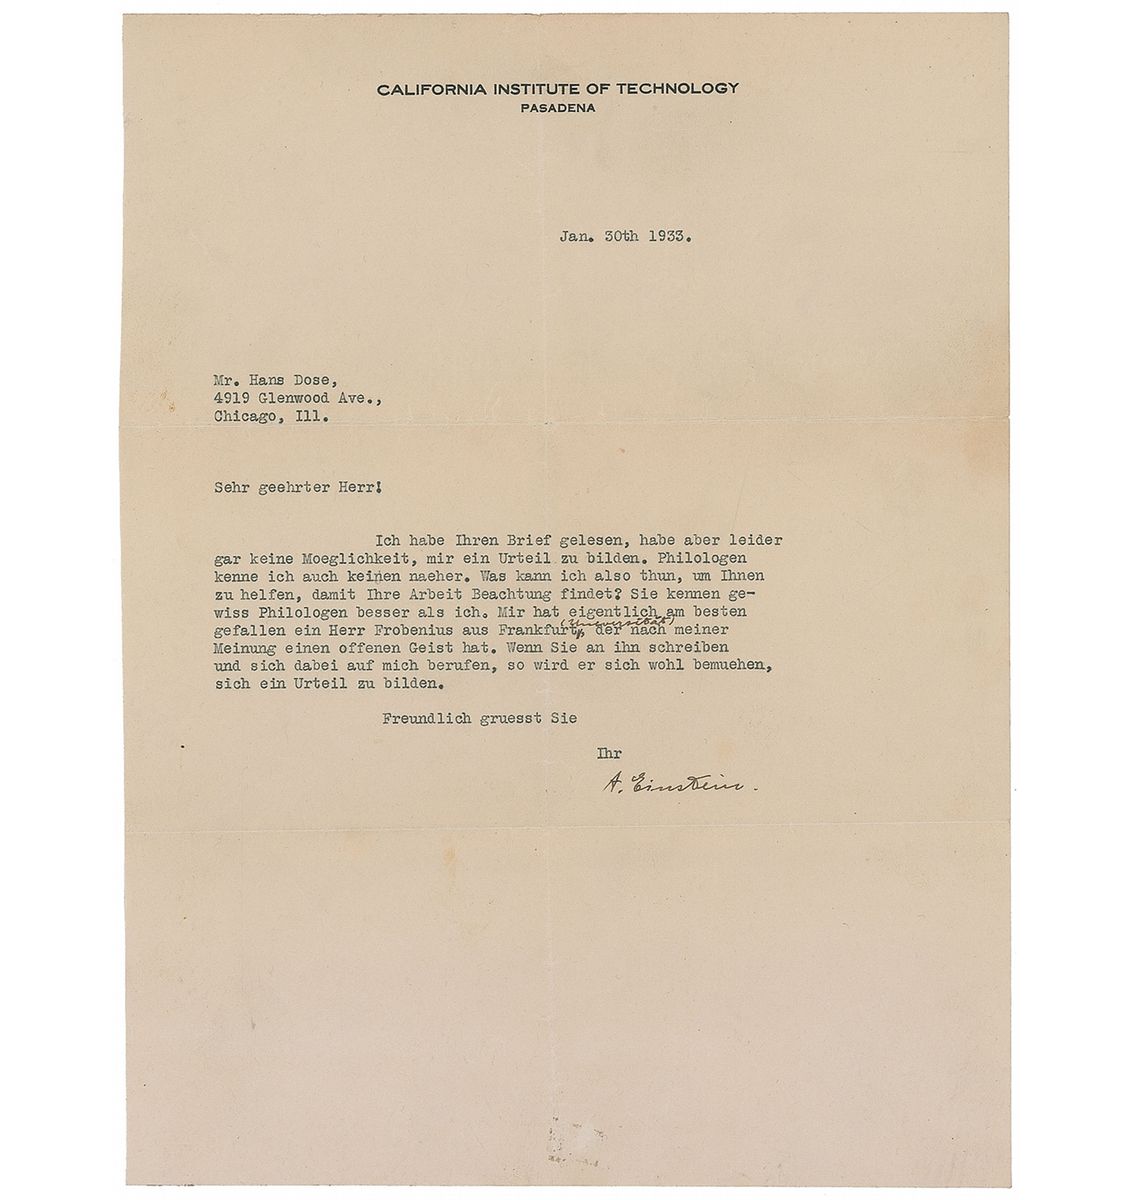 CALIFORNIA INSTITUTE OF TECHNOLOGY
PASADENA
Jan. 30th 1933.
Mr. Hans Dose,
4919 Glenwood Ave.,
Chicago, Ill.
Sehr geehrter Herr!
Ich habe Ihren Brief gelesen, habe aber leider
gar keine Moeglichkeit, mir ein Urteil zu bilden. Philologen
kenne ich auch keinen naeher. Was kann ich also thun, um Ihnen
zu helfen, damit Ihre Arbeit Beachtung findet? Sie kennen ge-
wiss Philologen besser als ich. Mir hat eigentlich am besten
(Universität)
gefallen ein Herr Frobenius aus Frankfurt, der nach meiner
Meinung einen offenen Geist hat. Wenn Sie an ihn schreiben
und sich dabei auf mich berufen, so wird er sich wohl bemuehen,
sich ein Urteil zu bilden.
Freundlich gruesst Sie
Ihr
A. Einstein.